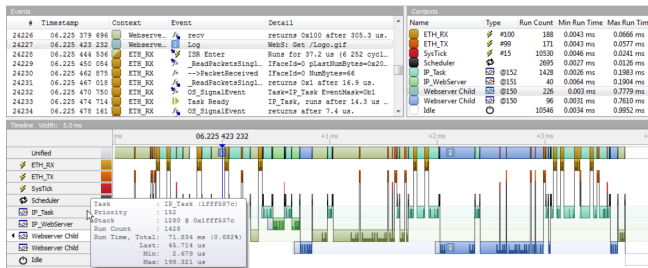 Events
# Timestamp Context Event Detail
24226 06.225 379 696 Webserve... recv returns 0x100 after 305.3 us.
24227 06.225 423 232 Webserve... Log WebS: Get /Logo.gif
24228 06.225 444 536 ETH_RX ISR Enter Runs for 37.2 us (6 252 cycl...
24229 06.225 450 054 ETH_RX _ReadPacketsSingl... IFaceId=0 pLastNumBytes=0x20...
24230 06.225 462 875 ETH_RX -->PacketReceived IFaceId=0 NumBytes=66
24231 06.225 467 018 ETH_RX _ReadPacketsSingl... returns 0x1 after 16.9 us.
24232 06.225 470 750 ETH_RX OS_SignalEvent Task=IP_Task EventMask=0b1
24233 06.225 474 714 ETH_RX Task Ready IP_Task, runs after 14.3 us ...
24234 06.225 478 161 ETH_RX OS_SignalEvent returns after 7.4 us.
Contexts
Name Type Run Count Min Run Time Max Run Tim
ETH_RX #100 188 0.0043 ms 0.0666 ms
ETH_TX #99 171 0.0043 ms 0.0577 ms
SysTick #15 10530 0.0046 ms 0.0241 ms
Scheduler 2695 0.0027 ms 0.0126 ms
IP_Task @152 1428 0.0026 ms 0.1983 ms
IP_WebServer @151 40 0.0064 ms 0.1904 ms
Webserver Child @150 226 0.003 ms 0.7779 ms
Webserver Child @150 96 0.0031 ms 0.7610 ms
Idle 10546 0.0034 ms 0.9952 ms
Timeline Width: 5.0 ms
ms 06.225 423 232 +1 ms +2 ms +3 ms
Unified
ETH_RX
ETH_TX
SysTick
Scheduler
IP_Task
IP_WebServer
Webserver Child
Webserver Child
Idle
Task : IP_Task (1fff587c)
Priority : 152
Stack : 1280 @ 0x1fff587c
Run Count : 1428
Run Time, Total: 71.834 ms (0.682%)
Last: 45.714 us
Min: 2.679 us
Max: 198.321 us